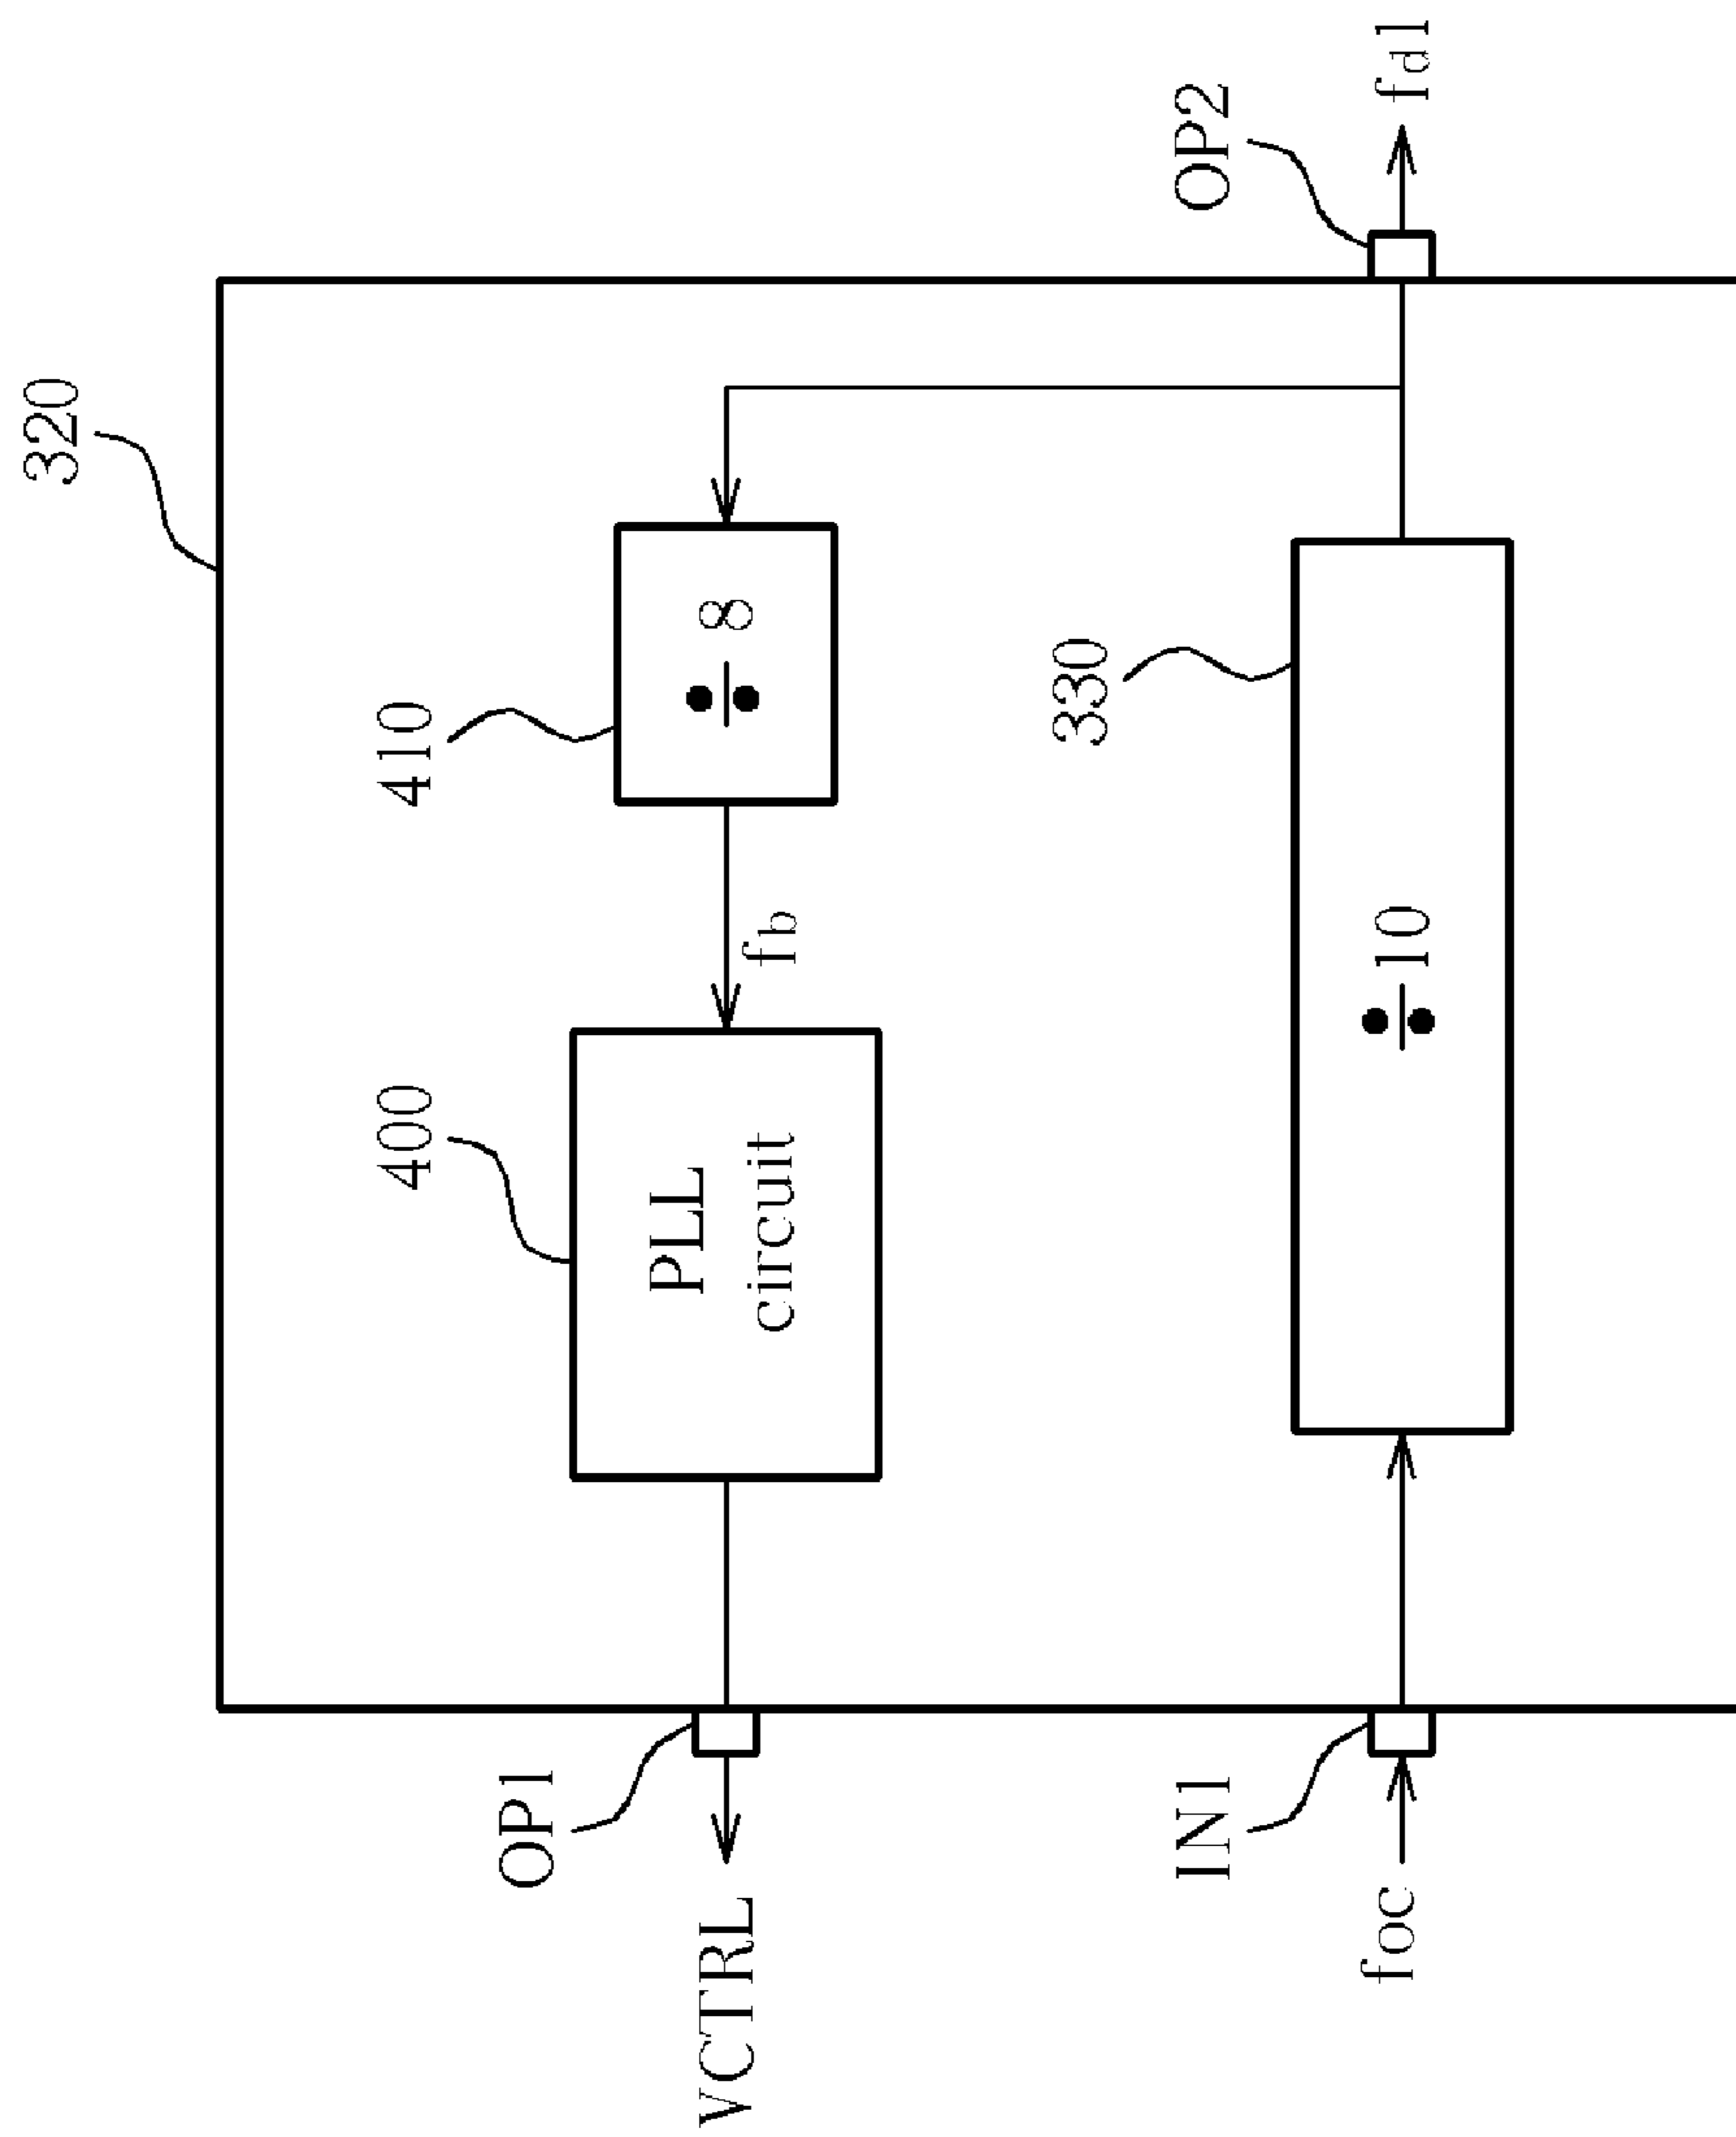 320
410
÷ 8
400
PLL
circuit
fb
OP1
VCTRL
330
÷10
OP2
fd1
IN1
foc